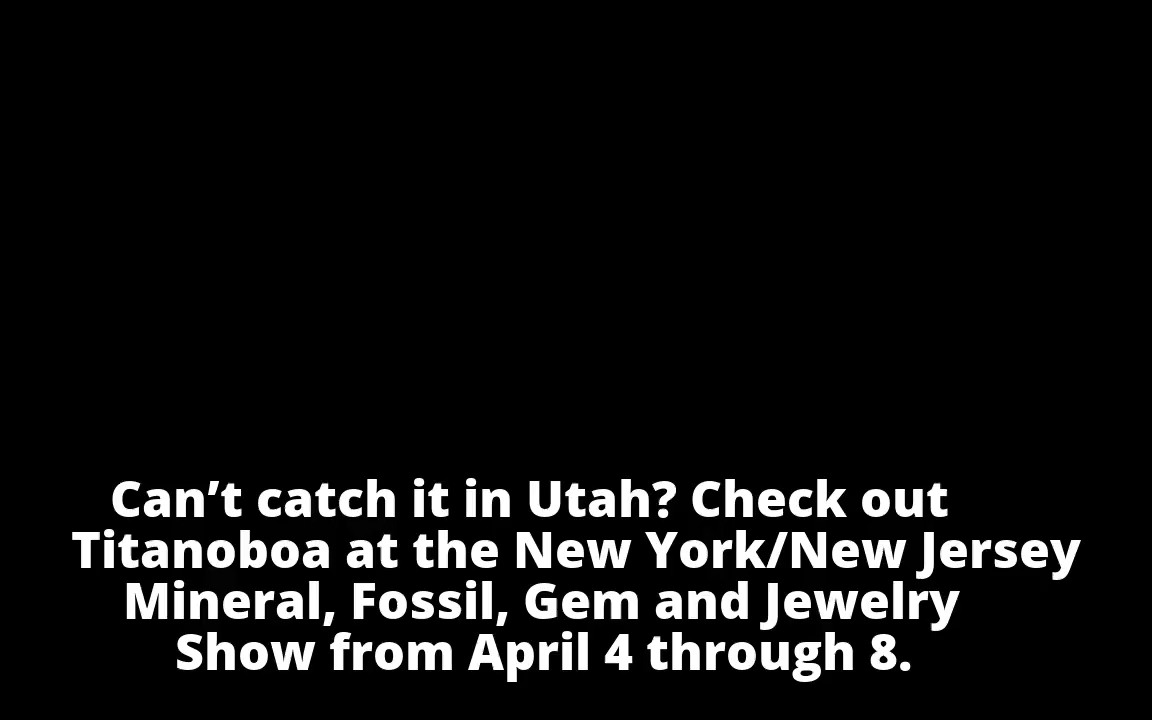 Can’t catch it in Utah? Check out
Titanoboa at the New York/New Jersey
Mineral, Fossil, Gem and Jewelry
Show from April 4 through 8.